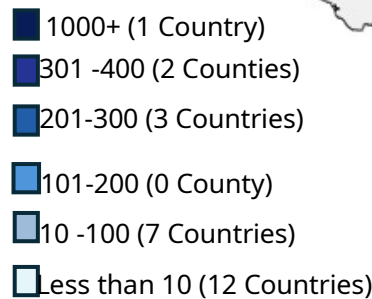 1000+ (1 Country)
301 -400 (2 Counties)
201-300 (3 Countries)
101-200 (0 County)
10 -100 (7 Countries)
Less than 10 (12 Countries)